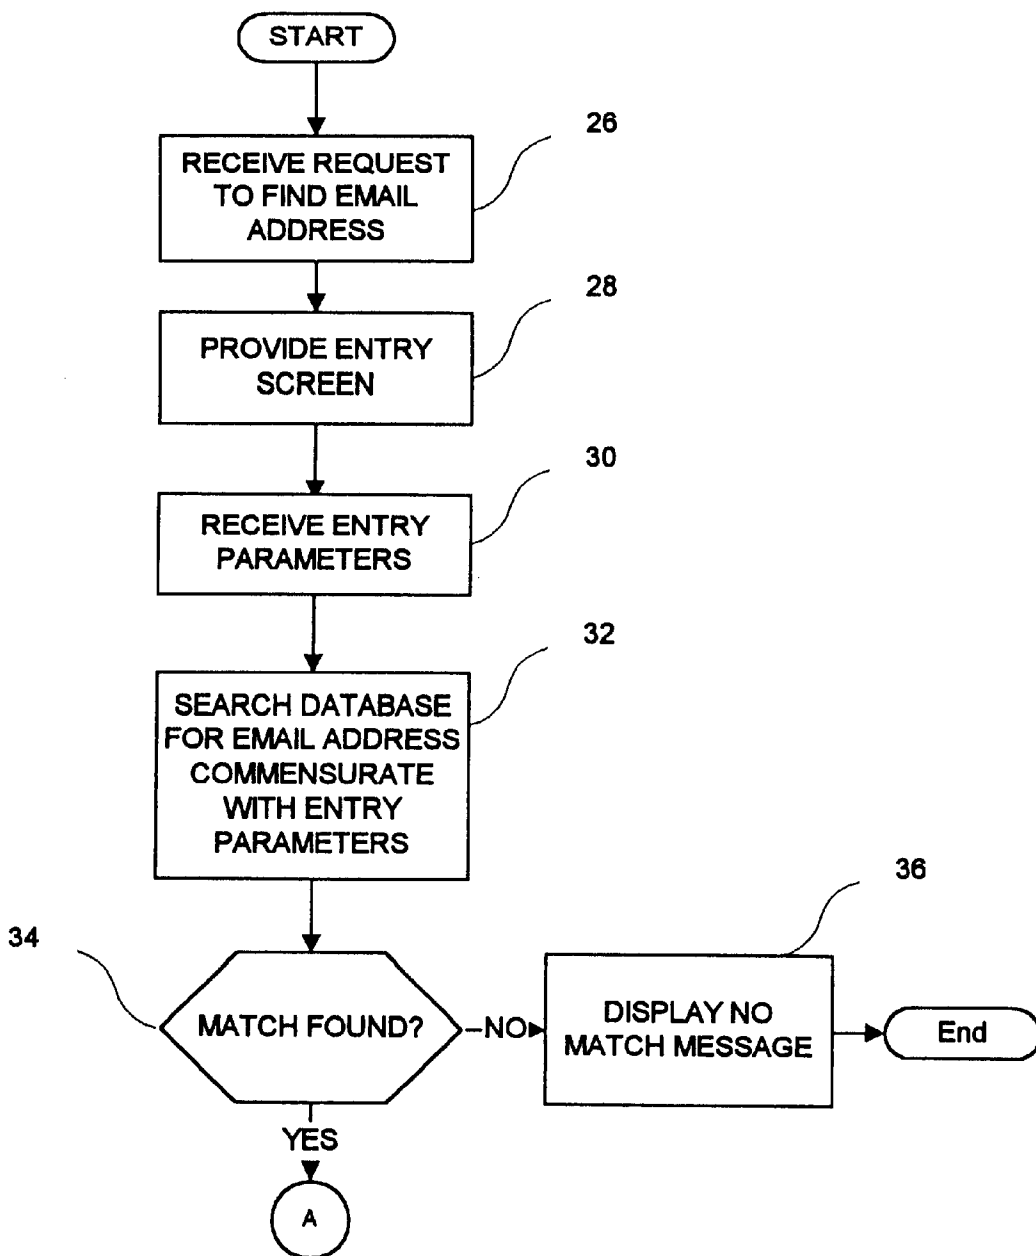 START
26
RECEIVE REQUEST
TO FIND EMAIL
ADDRESS
28
PROVIDE ENTRY
SCREEN
30
RECEIVE ENTRY
PARAMETERS
32
SEARCH DATABASE
FOR EMAIL ADDRESS
COMMENSURATE
WITH ENTRY
PARAMETERS
36
34
MATCH FOUND?
NO
DISPLAY NO
MATCH MESSAGE
End
YES
A